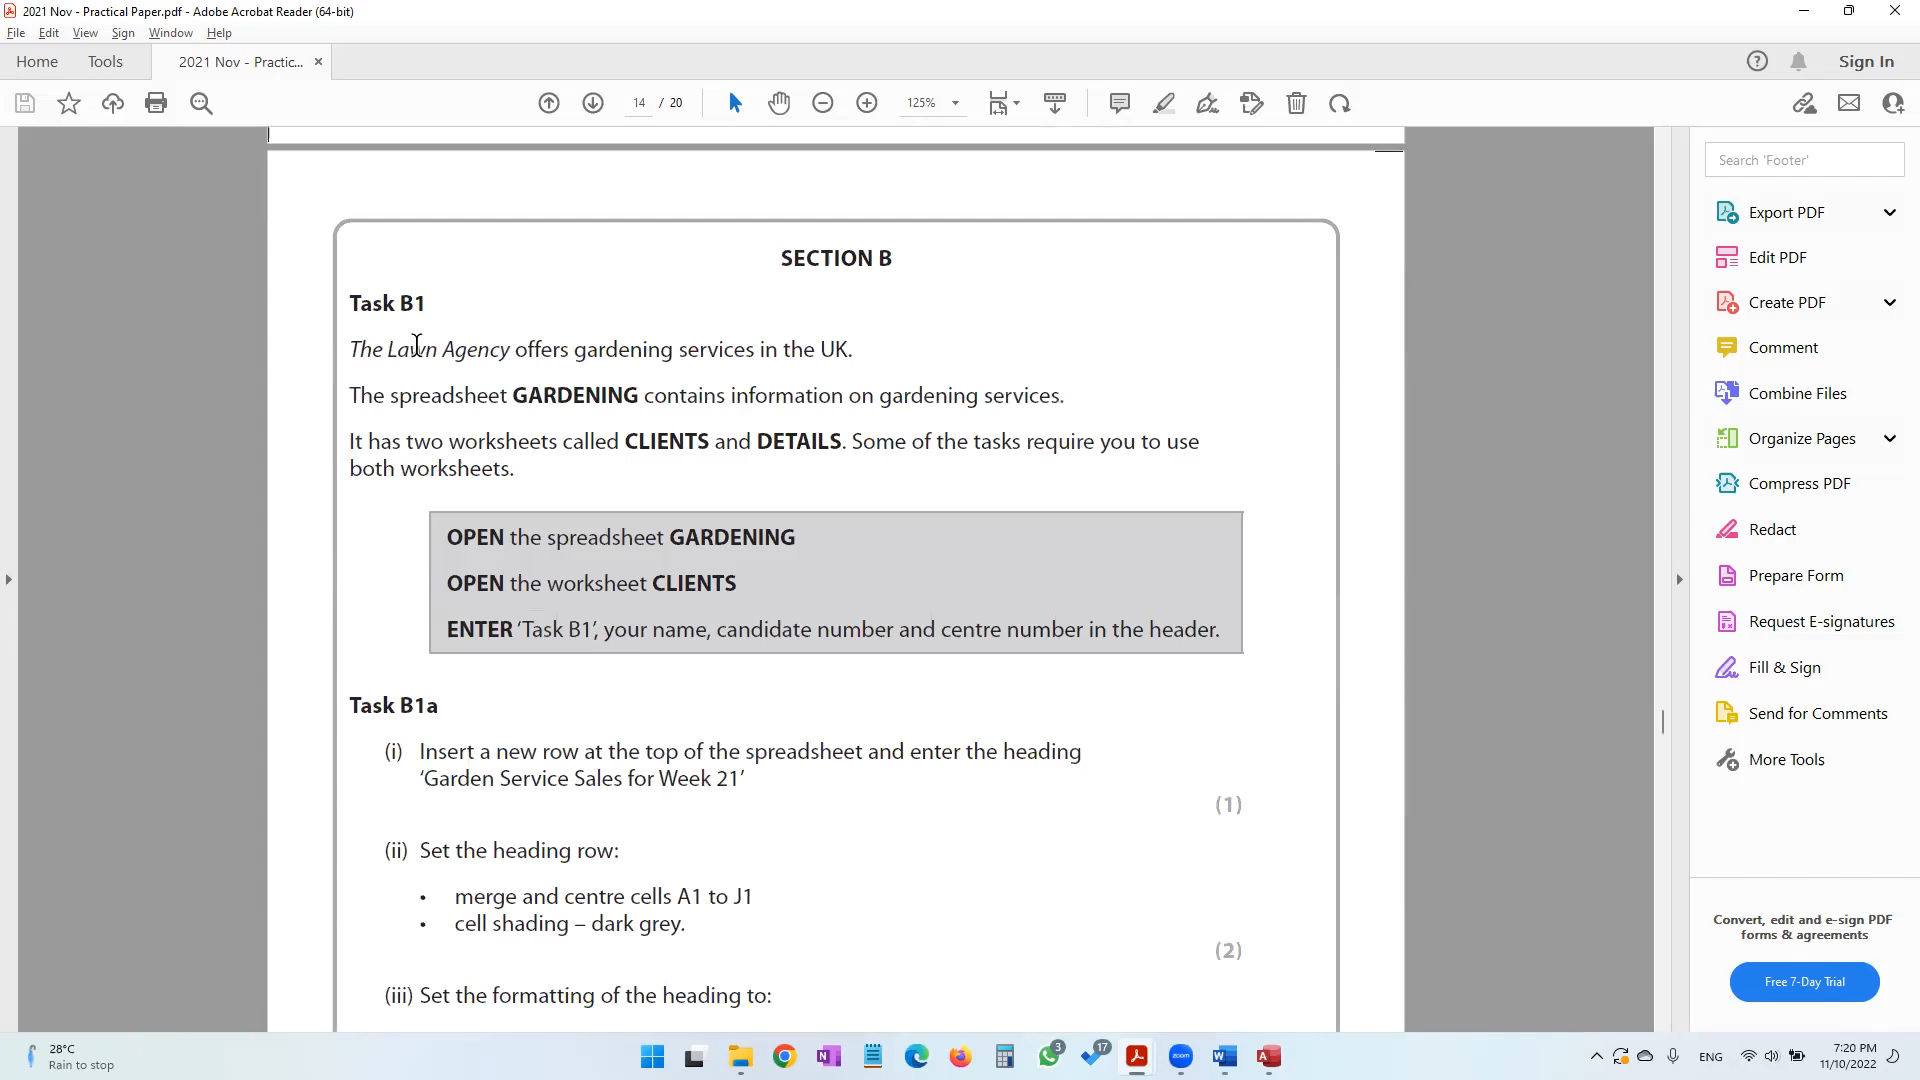 2021 Nov - Practical Paper.pdf - Adobe Acrobat Reader (64-bit)
File Edit View Sign Window Help
Home Tools 2021 Nov - Practic... × Sign In
14 / 20 125%
Search 'Footer'
Export PDF
Edit PDF
Create PDF
Comment
Combine Files
Organize Pages
Compress PDF
Redact
Prepare Form
Request E-signatures
Fill & Sign
Send for Comments
More Tools
Convert, edit and e-sign PDF
forms & agreements
Free 7-Day Trial
SECTION B
Task B1
The Lawn Agency offers gardening services in the UK.
The spreadsheet GARDENING contains information on gardening services.
It has two worksheets called CLIENTS and DETAILS. Some of the tasks require you to use
both worksheets.
OPEN the spreadsheet GARDENING
OPEN the worksheet CLIENTS
ENTER ‘Task B1’, your name, candidate number and centre number in the header.
Task B1a
(i) Insert a new row at the top of the spreadsheet and enter the heading
‘Garden Service Sales for Week 21’
(1)
(ii) Set the heading row:
• merge and centre cells A1 to J1
• cell shading – dark grey.
(2)
(iii) Set the formatting of the heading to:
28°C
Rain to stop
3
17
zoom
ENG
7:20 PM
11/10/2022